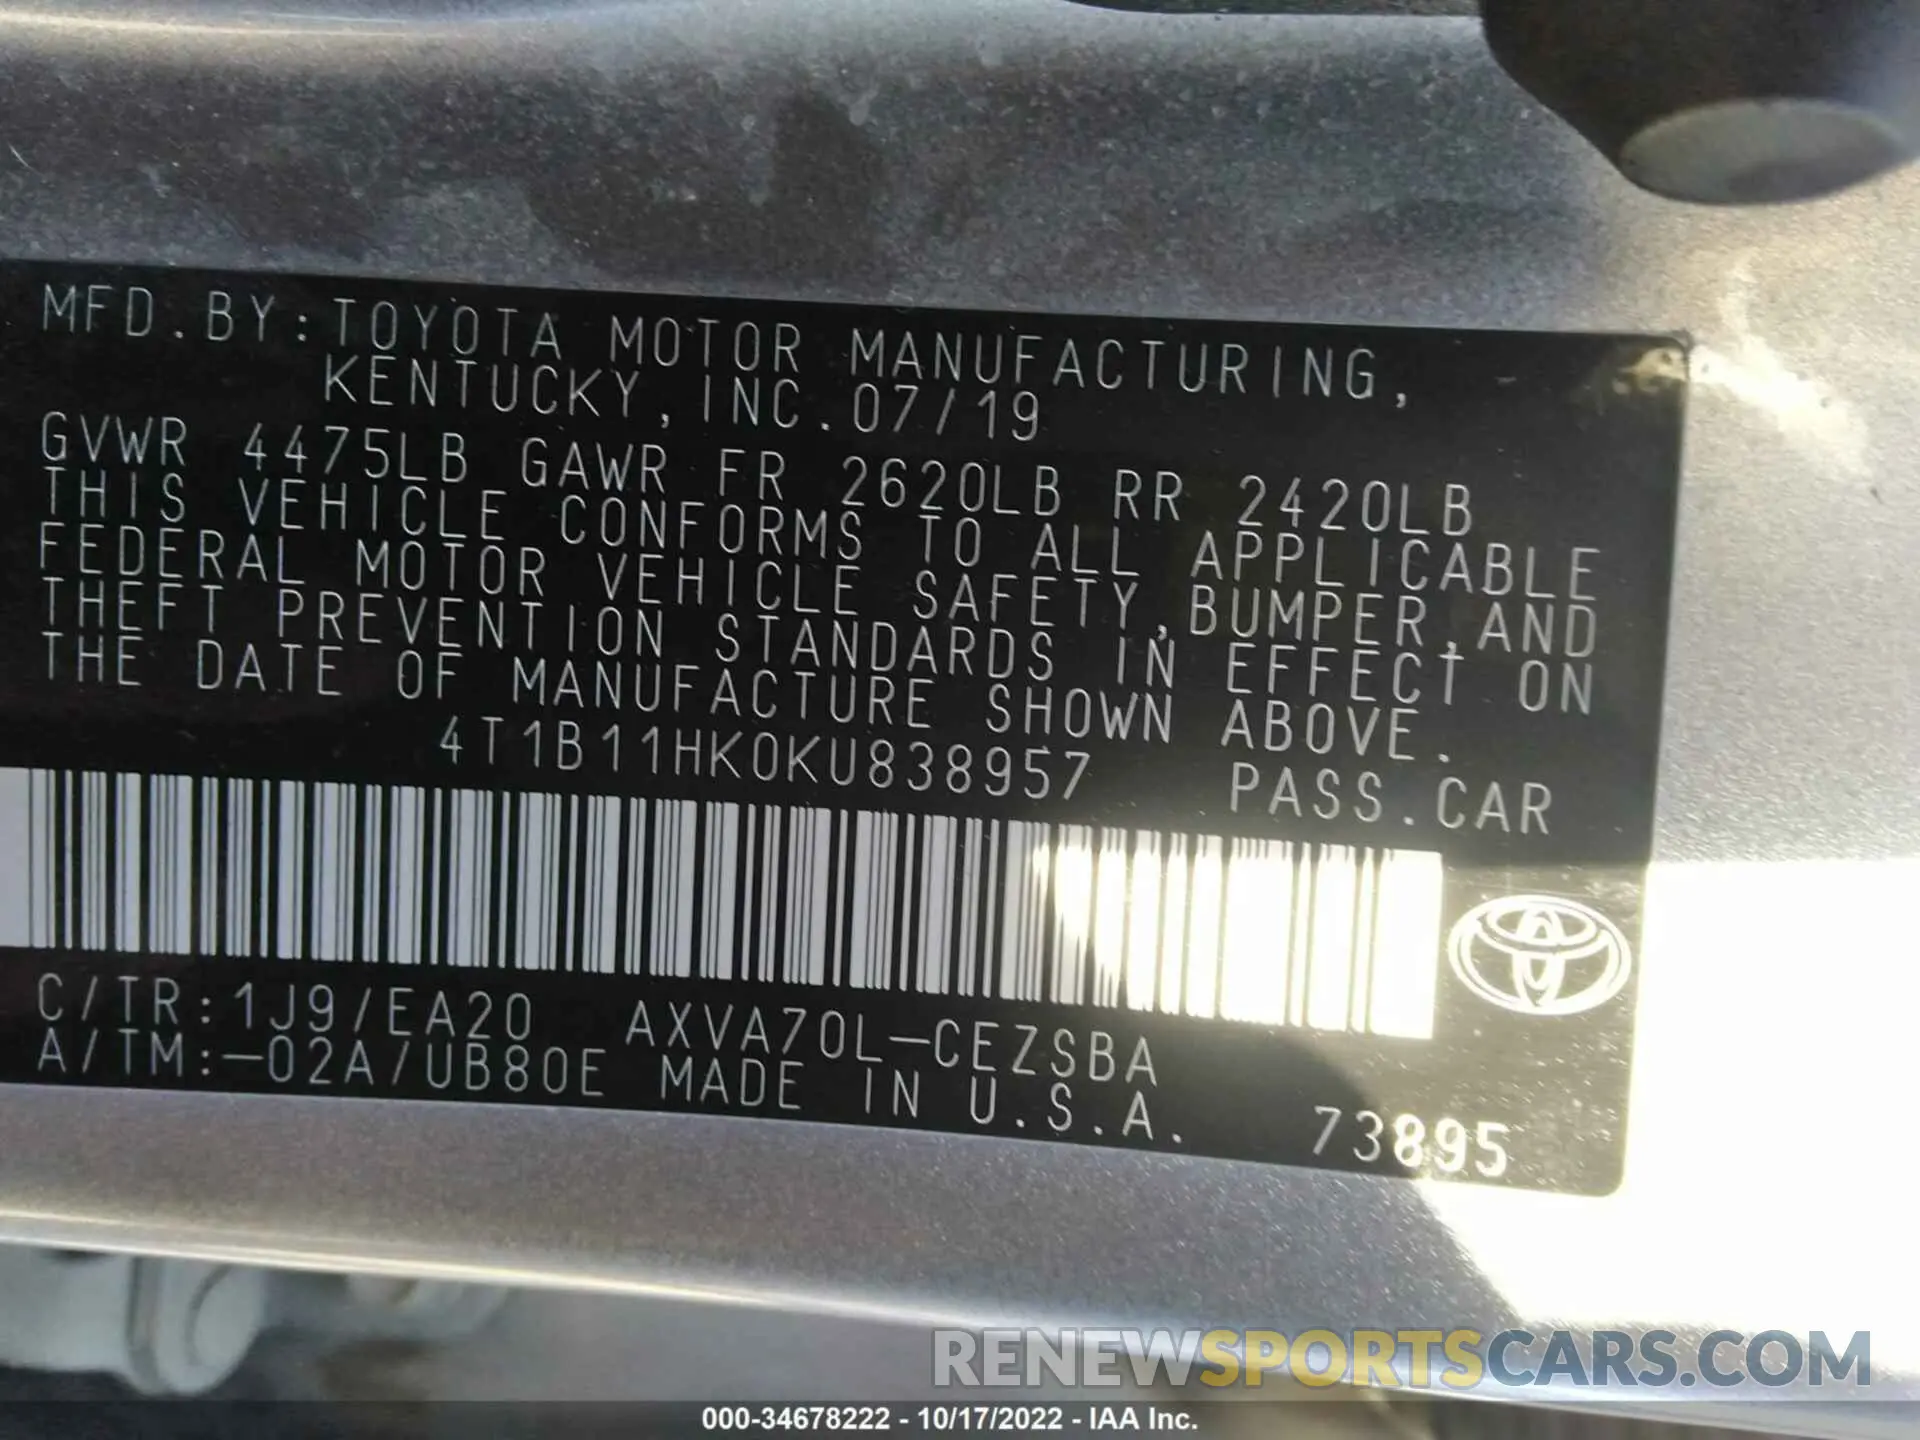 MFD.BY:TOYOTA MOTOR MANUFACTURING,
KENTUCKY,INC.07/19
GVWR 4475LB GAWR FR 2620LB RR 2420LB
THIS VEHICLE CONFORMS TO ALL APPLICABLE
FEDERAL MOTOR VEHICLE SAFETY,BUMPER,AND
THEFT PREVENTION STANDARDS IN EFFECT ON
THE DATE OF MANUFACTURE SHOWN ABOVE.
4T1B11HK0KU838957 PASS.CAR
C/TR:1J9/EA20 AXVA70L-CEZSBA
A/TM:-02A/UB80E MADE IN U.S.A. 73895
RENEWSPORTSCARS.COM
000-34678222 - 10/17/2022 - IAA Inc.